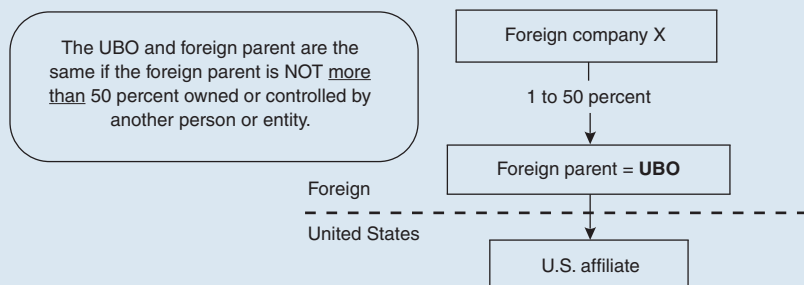 The UBO and foreign parent are the
same if the foreign parent is NOT more
than 50 percent owned or controlled by
another person or entity.
Foreign company X
1 to 50 percent
Foreign parent = UBO
Foreign
United States
U.S. affiliate